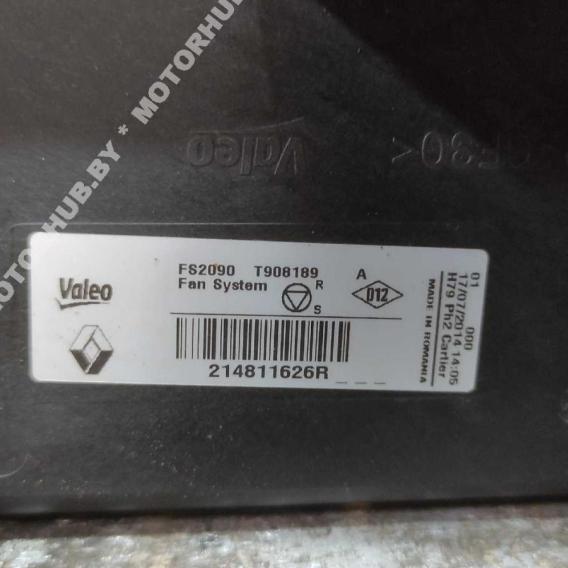 MOTORHUB.BY * MOTORHUB
Valeo
Valeo
FS2090 T908189
Fan System
R
S
A
D12
214811626R
01 000
17/07/2014 14:05
H79 Ph2 Cartier
MADE IN ROMANIA